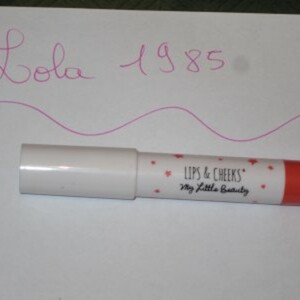 Lola 1985
LIPS & CHEEKS*
My Little Beauty